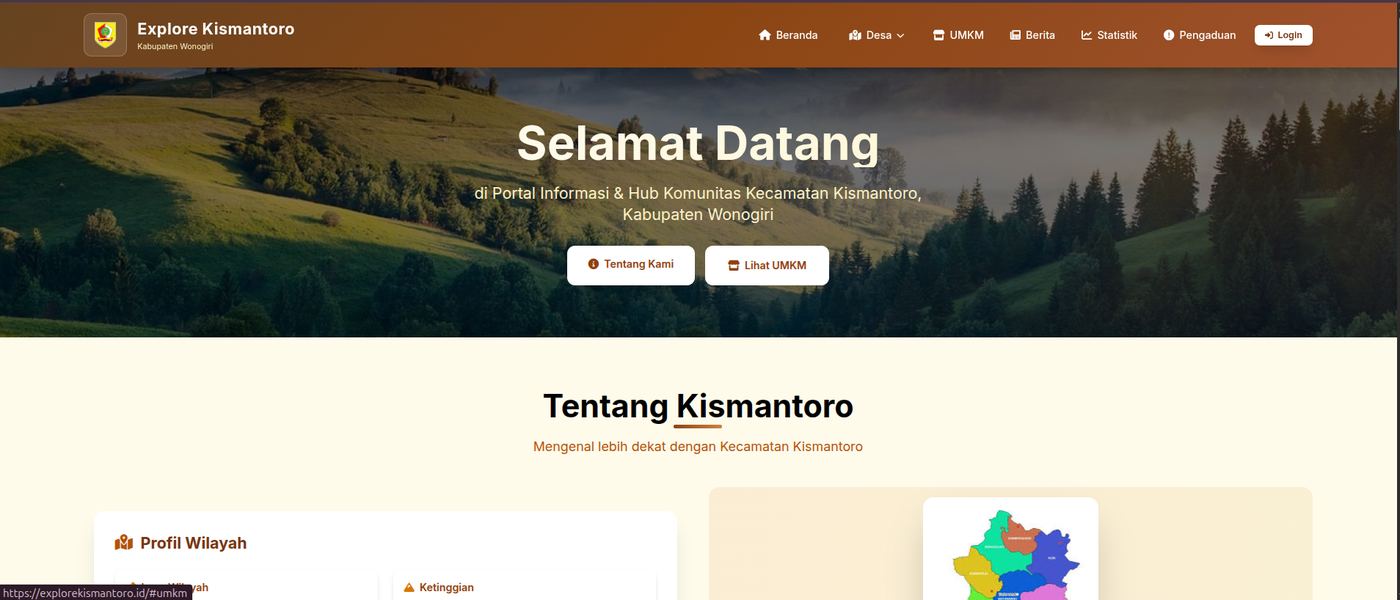 Explore Kismantoro
Kabupaten Wonogiri
Beranda
Desa
UMKM
Berita
Statistik
Pengaduan
Login
Selamat Datang
di Portal Informasi & Hub Komunitas Kecamatan Kismantoro,
Kabupaten Wonogiri
Tentang Kami
Lihat UMKM
Tentang Kismantoro
Mengenal lebih dekat dengan Kecamatan Kismantoro
Profil Wilayah
Ketinggian
https://explorekismantoro.id/#umkm